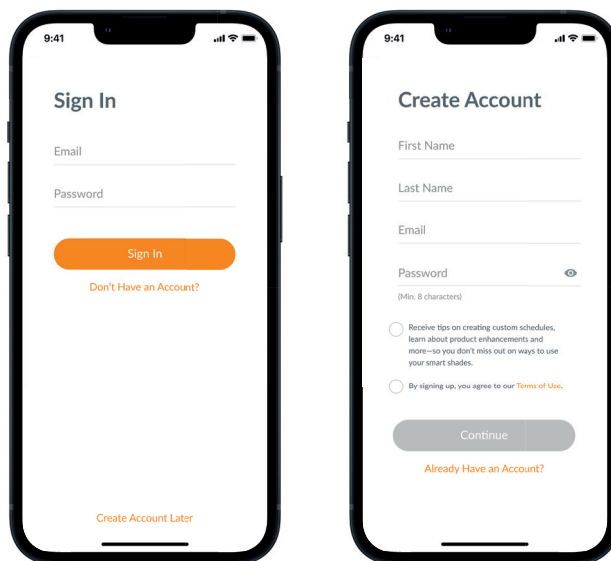 9:41
Sign In
Email
Password
Sign In
Don't Have an Account?
Create Account Later
9:41
Create Account
First Name
Last Name
Email
Password
(Min. 8 characters)
Receive tips on creating custom schedules,
learn about product enhancements and
more—so you don't miss out on ways to use
your smart shades.
By signing up, you agree to our Terms of Use.
Continue
Already Have an Account?